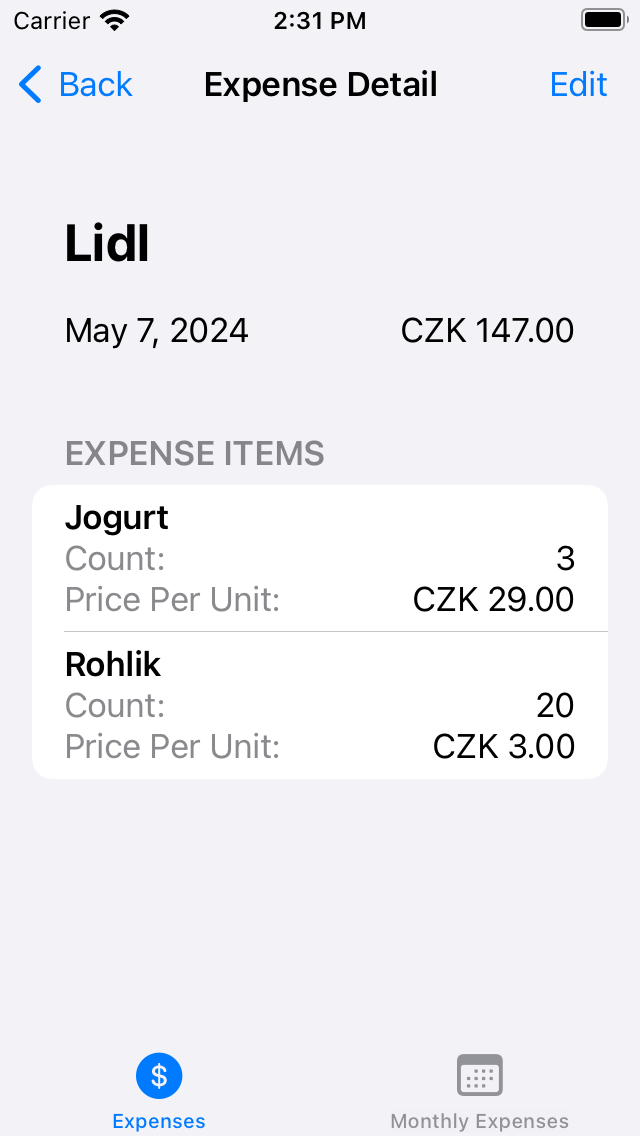 Carrier 2:31 PM
Back Expense Detail Edit
Lidl
May 7, 2024 CZK 147.00
EXPENSE ITEMS
Jogurt
Count: 3
Price Per Unit: CZK 29.00
Rohlik
Count: 20
Price Per Unit: CZK 3.00
$
Expenses Monthly Expenses